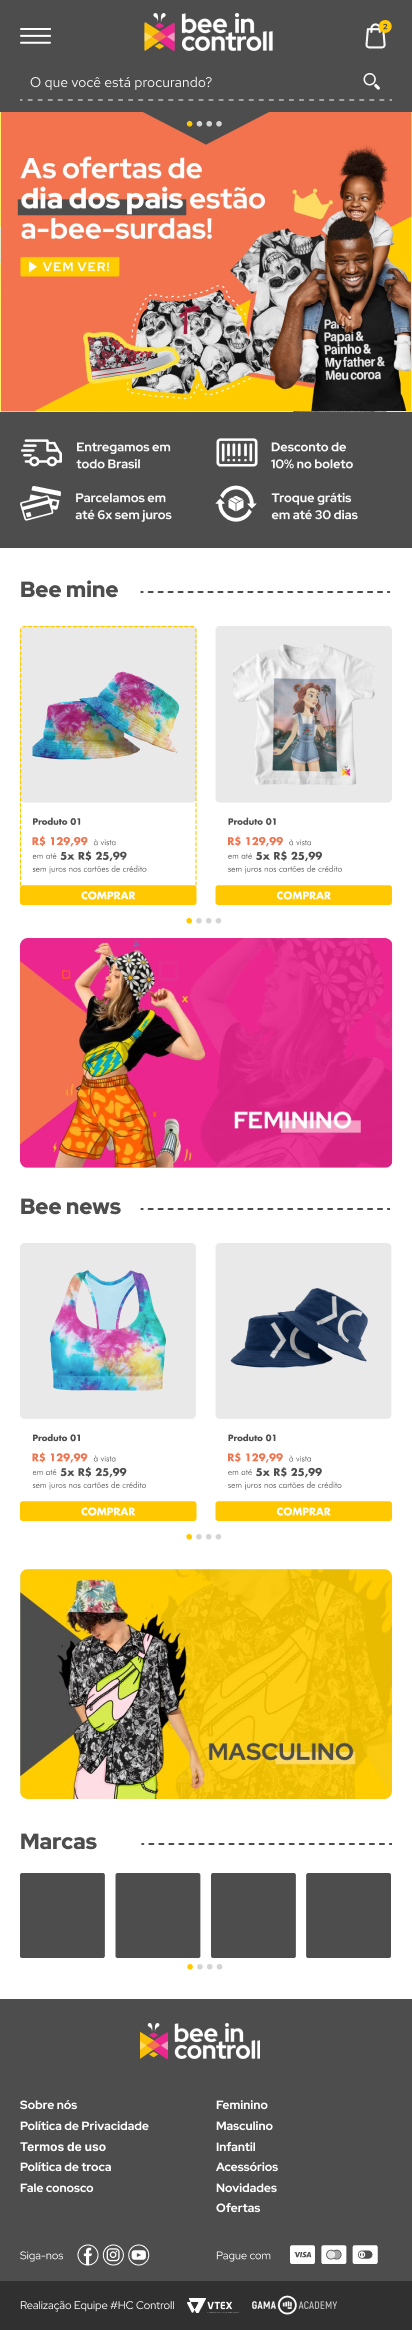 bee in
controll
2
O que você está procurando?
As ofertas de
dia dos pais estão
a-bee-surdas!
VEM VER!
Papai &
Painho &
My father &
Meu coroa
Entregamos em
todo Brasil
Desconto de
10% no boleto
Parcelamos em
até 6x sem juros
Troque grátis
em até 30 dias
Bee mine
Produto 01
R$ 129,99 à vista
em até 5x R$ 25,99
sem juros nos cartões de crédito
COMPRAR
Produto 01
R$ 129,99 à vista
em até 5x R$ 25,99
sem juros nos cartões de crédito
COMPRAR
FEMININO
Bee news
Produto 01
R$ 129,99 à vista
em até 5x R$ 25,99
sem juros nos cartões de crédito
COMPRAR
Produto 01
R$ 129,99 à vista
em até 5x R$ 25,99
sem juros nos cartões de crédito
COMPRAR
MASCULINO
Marcas
bee in
controll
Sobre nós
Política de Privacidade
Termos de uso
Política de troca
Fale conosco
Feminino
Masculino
Infantil
Acessórios
Novidades
Ofertas
Siga-nos
Pague com
VISA
Realização Equipe #HC Controll
VTEX
GAMA ACADEMY